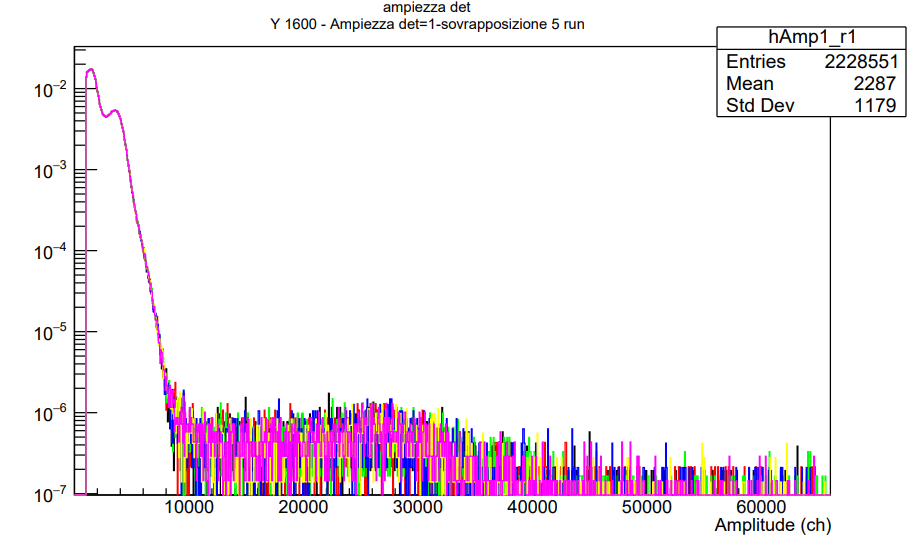 ampiezza det
Y 1600 - Ampiezza det=1-sovrapposizione 5 run
hAmp1_r1
Entries 2228551
Mean 2287
Std Dev 1179
10−2
10−3
10−4
10−5
10−6
10−7
10000 20000 30000 40000 50000 60000
Amplitude (ch)